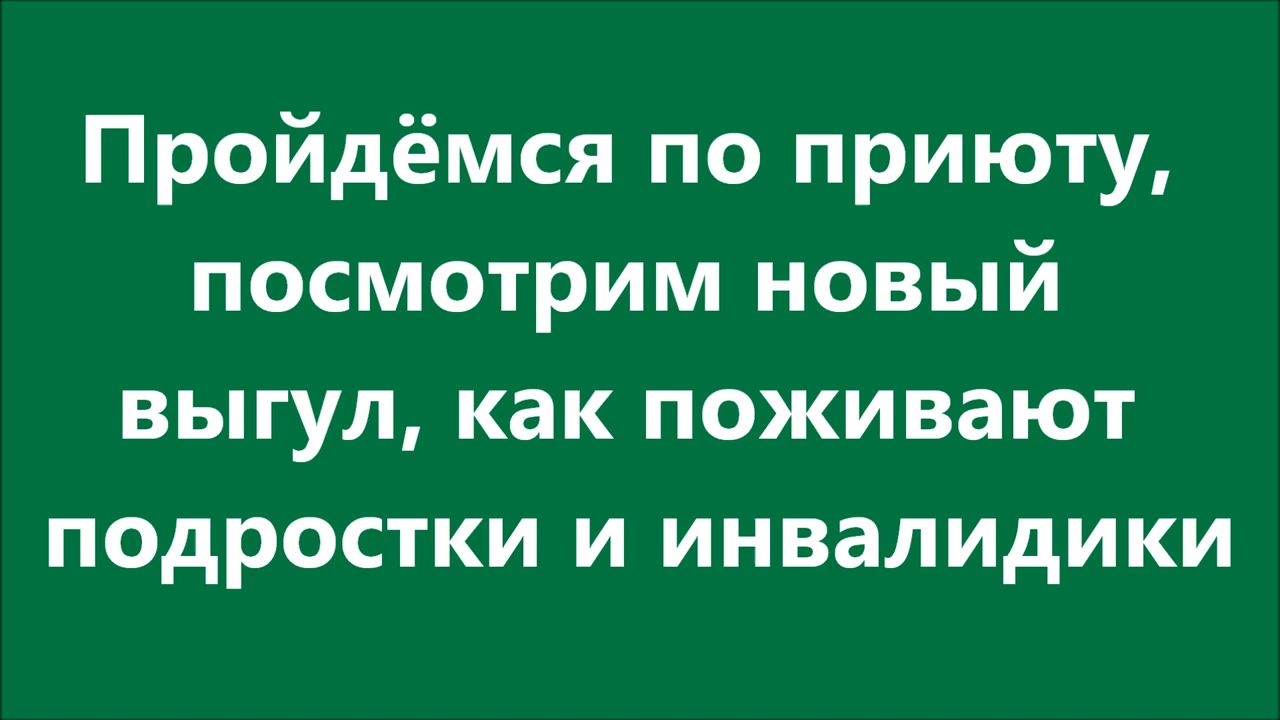 Пройдёмся по приюту,
посмотрим новый
выгул, как поживают
подростки и инвалидики